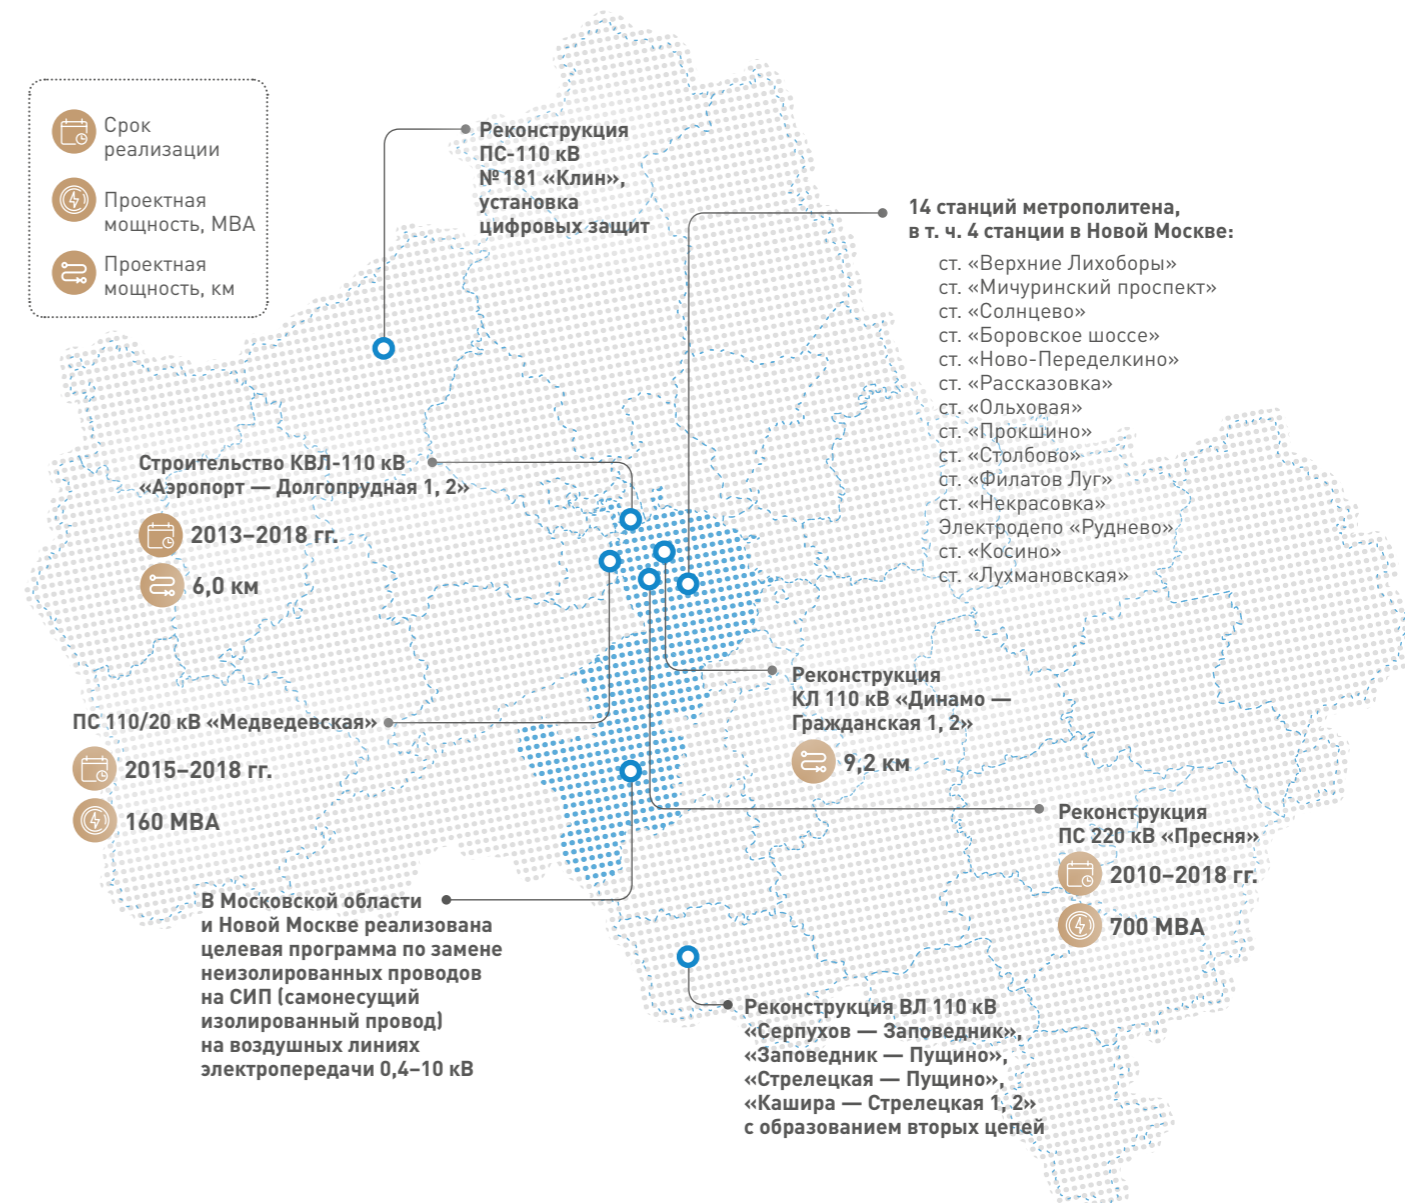 Срок
реализации
Проектная
мощность, МВА
Проектная
мощность, км
Реконструкция
ПС-110 кВ
№ 181 «Клин»,
установка
цифровых защит
14 станций метрополитена,
в т. ч. 4 станции в Новой Москве:
ст. «Верхние Лихоборы»
ст. «Мичуринский проспект»
ст. «Солнцево»
ст. «Боровское шоссе»
ст. «Ново-Переделкино»
ст. «Рассказовка»
ст. «Ольховая»
ст. «Прокшино»
ст. «Столбово»
ст. «Филатов Луг»
ст. «Некрасовка»
Электродепо «Руднево»
ст. «Косино»
ст. «Лухмановская»
Строительство КВЛ-110 кВ
«Аэропорт — Долгопрудная 1, 2»
2013–2018 гг.
6,0 км
ПС 110/20 кВ «Медведевская»
2015–2018 гг.
160 МВА
Реконструкция
КЛ 110 кВ «Динамо —
Гражданская 1, 2»
9,2 км
Реконструкция
ПС 220 кВ «Пресня»
2010–2018 гг.
700 МВА
В Московской области
и Новой Москве реализована
целевая программа по замене
неизолированных проводов
на СИП (самонесущий
изолированный провод)
на воздушных линиях
электропередачи 0,4–10 кВ
Реконструкция ВЛ 110 кВ
«Серпухов — Заповедник»,
«Заповедник — Пущино»,
«Стрелецкая — Пущино»,
«Кашира — Стрелецкая 1, 2»
с образованием вторых цепей